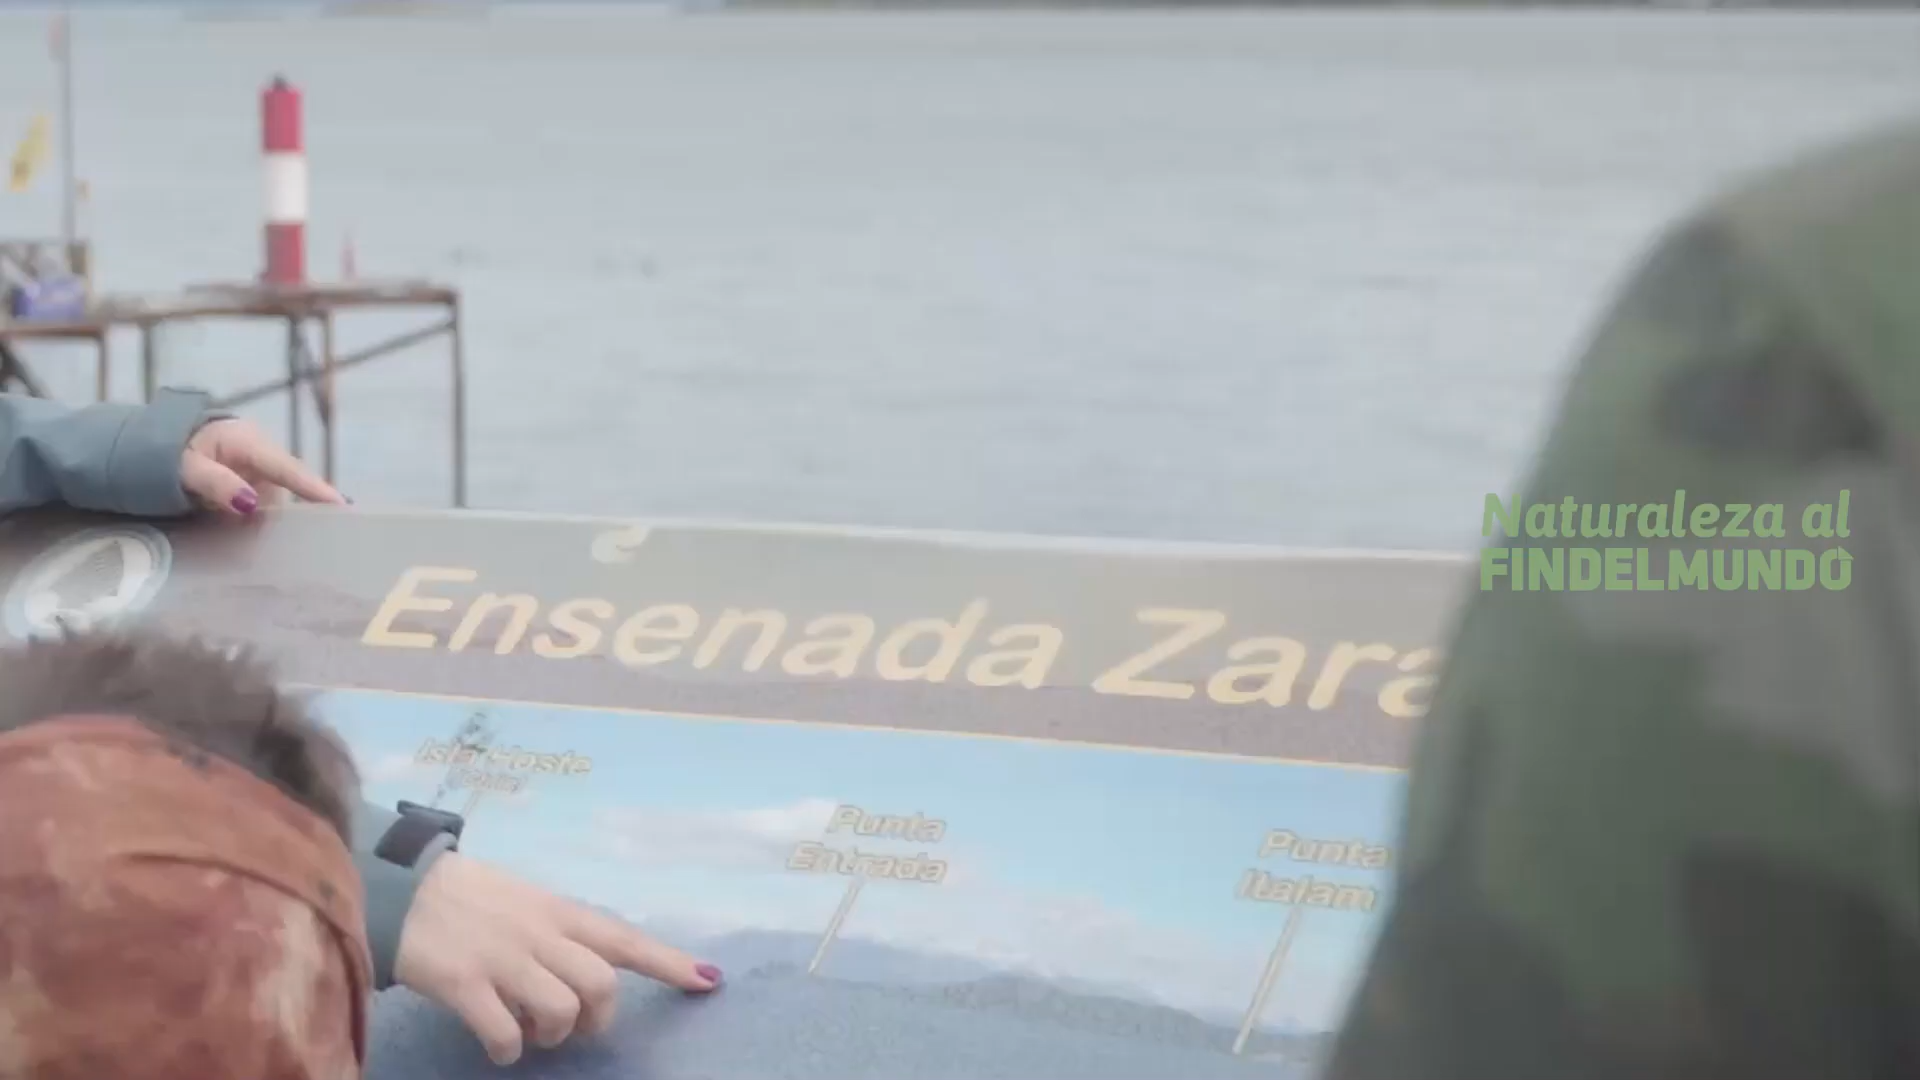 Ensenada Zara
Isla Hoste
Punta
Entrada
Punta
Italam
Naturaleza al
FINDELMUNDO